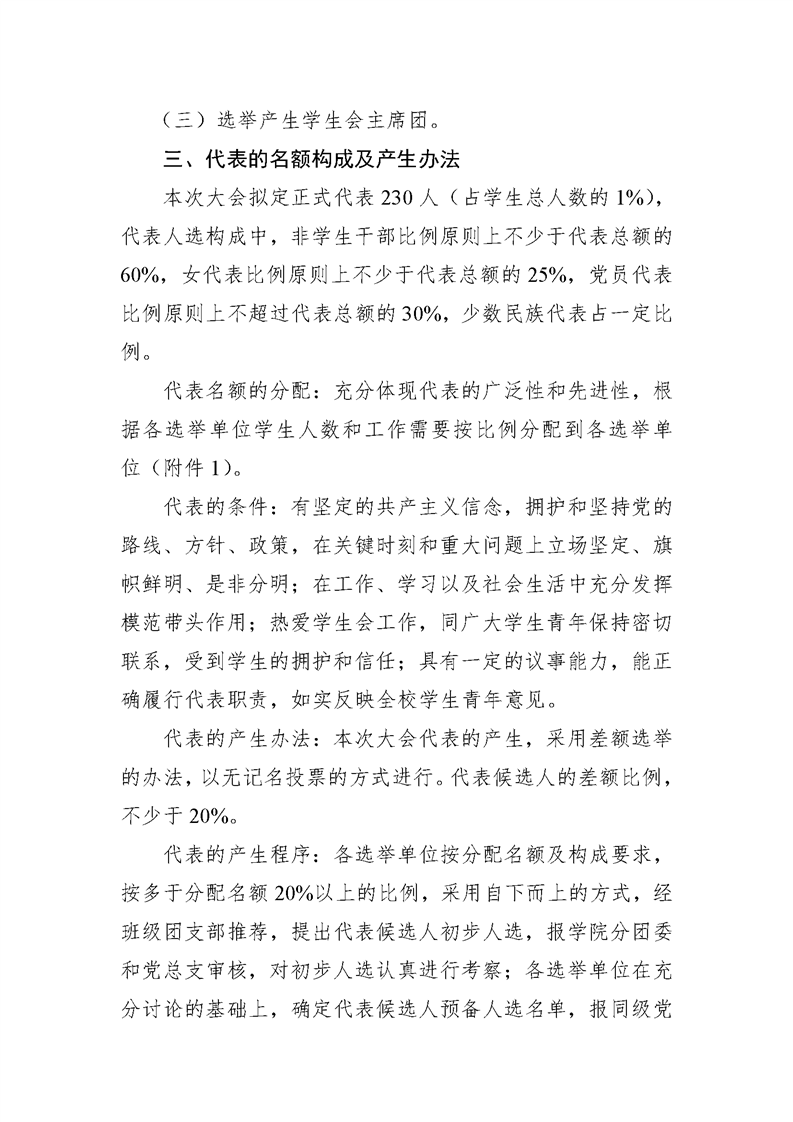 （三）选举产生学生会主席团。
三、代表的名额构成及产生办法
本次大会拟定正式代表 230 人（占学生总人数的 1%），
代表人选构成中，非学生干部比例原则上不少于代表总额的
60%，女代表比例原则上不少于代表总额的 25%，党员代表
比例原则上不超过代表总额的 30%，少数民族代表占一定比
例。
代表名额的分配：充分体现代表的广泛性和先进性，根
据各选举单位学生人数和工作需要按比例分配到各选举单
位（附件 1）。
代表的条件：有坚定的共产主义信念，拥护和坚持党的
路线、方针、政策，在关键时刻和重大问题上立场坚定、旗
帜鲜明、是非分明；在工作、学习以及社会生活中充分发挥
模范带头作用；热爱学生会工作，同广大学生青年保持密切
联系，受到学生的拥护和信任；具有一定的议事能力，能正
确履行代表职责，如实反映全校学生青年意见。
代表的产生办法：本次大会代表的产生，采用差额选举
的办法，以无记名投票的方式进行。代表候选人的差额比例，
不少于 20%。
代表的产生程序：各选举单位按分配名额及构成要求，
按多于分配名额 20%以上的比例，采用自下而上的方式，经
班级团支部推荐，提出代表候选人初步人选，报学院分团委
和党总支审核，对初步人选认真进行考察；各选举单位在充
分讨论的基础上，确定代表候选人预备人选名单，报同级党